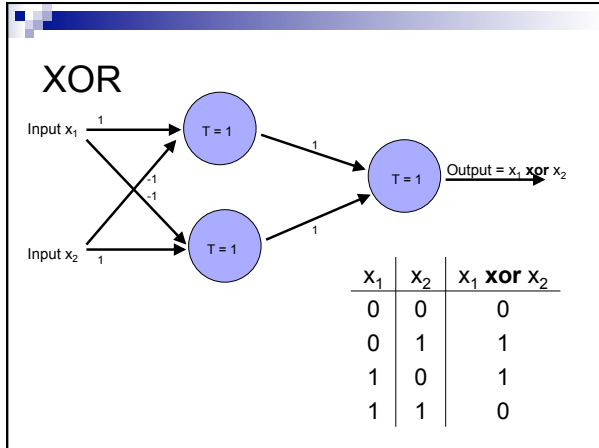 XOR
Input x₁
1
T = 1
1
-1
-1
T = 1
Output = x₁ xor x₂
Input x₂
1
T = 1
1
x₁ x₂ x₁ xor x₂
0 0 0
0 1 1
1 0 1
1 1 0